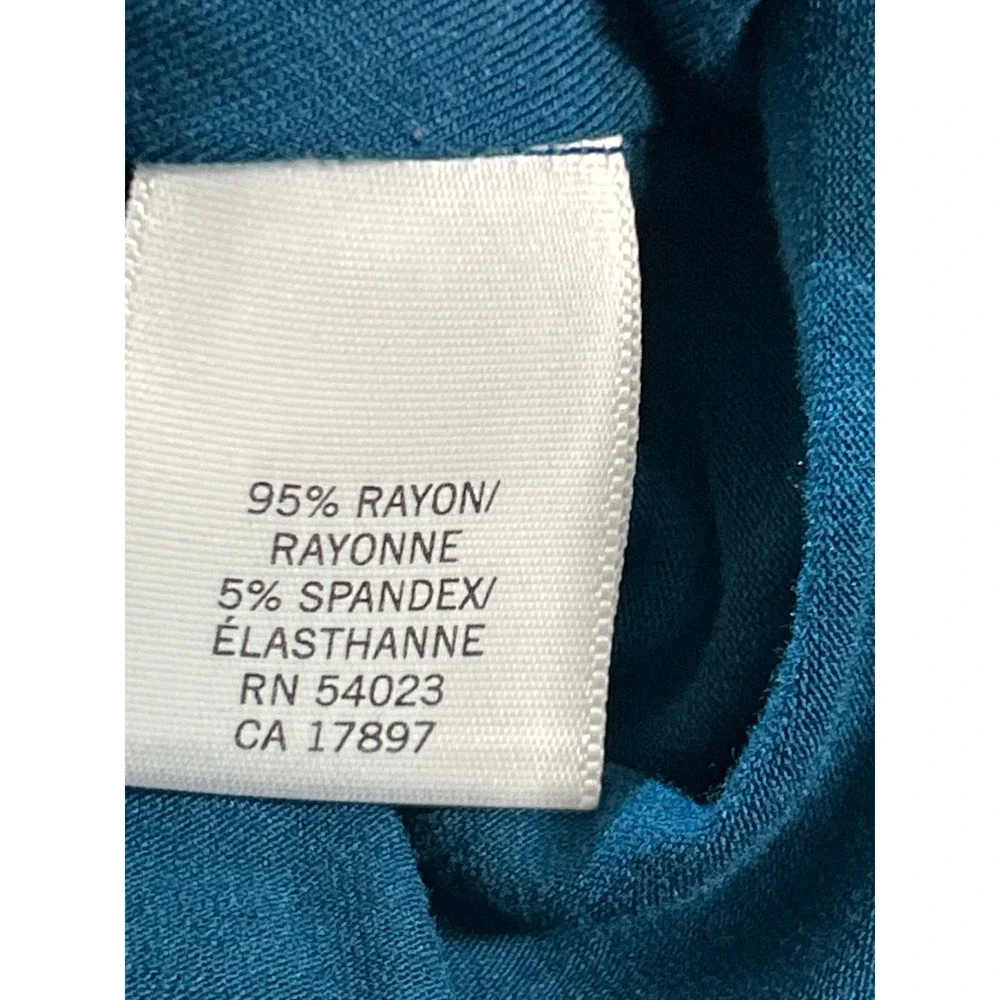 95% RAYON/
RAYONNE
5% SPANDEX/
ÉLASTHANNE
RN 54023
CA 17897